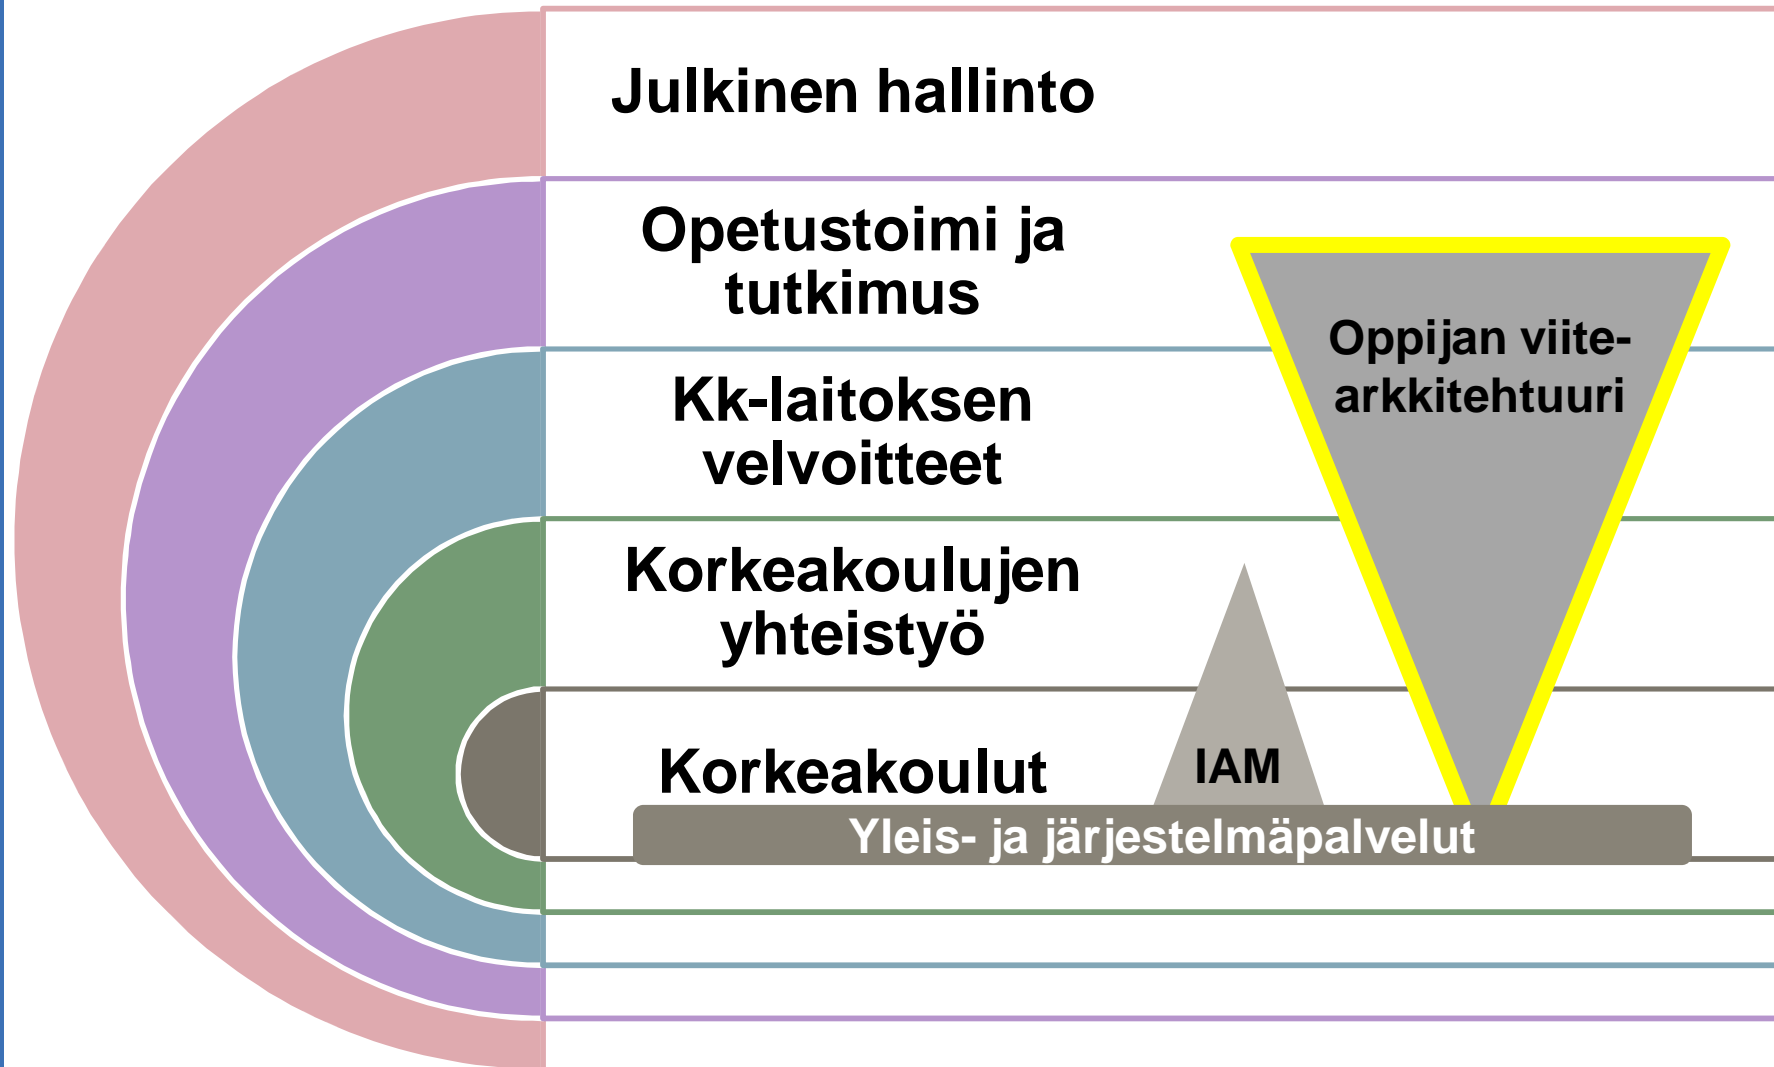 Julkinen hallinto
Opetustoimi ja
tutkimus
Oppijan viite-
arkkitehtuuri
Kk-laitoksen
velvoitteet
Korkeakoulujen
yhteistyö
Korkeakoulut
IAM
Yleis- ja järjestelmäpalvelut